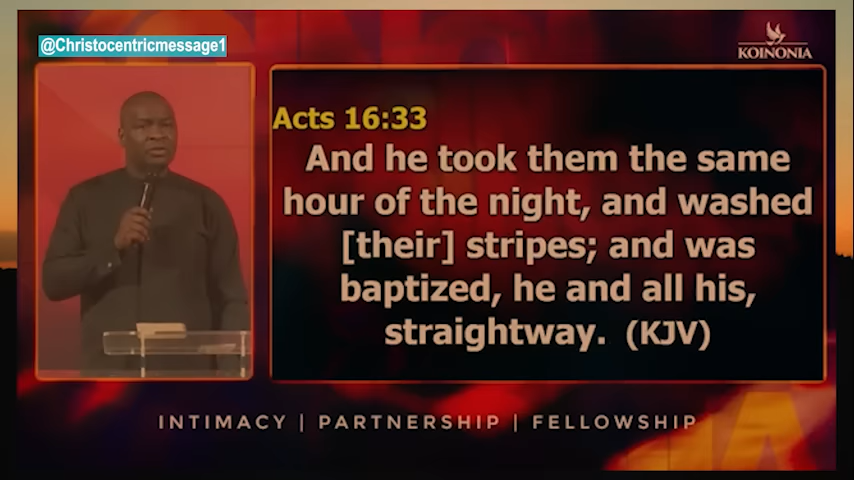 @Christocentricmessage1
KOINONIA
Acts 16:33
And he took them the same
hour of the night, and washed
[their] stripes; and was
baptized, he and all his,
straightway. (KJV)
INTIMACY | PARTNERSHIP | FELLOWSHIP